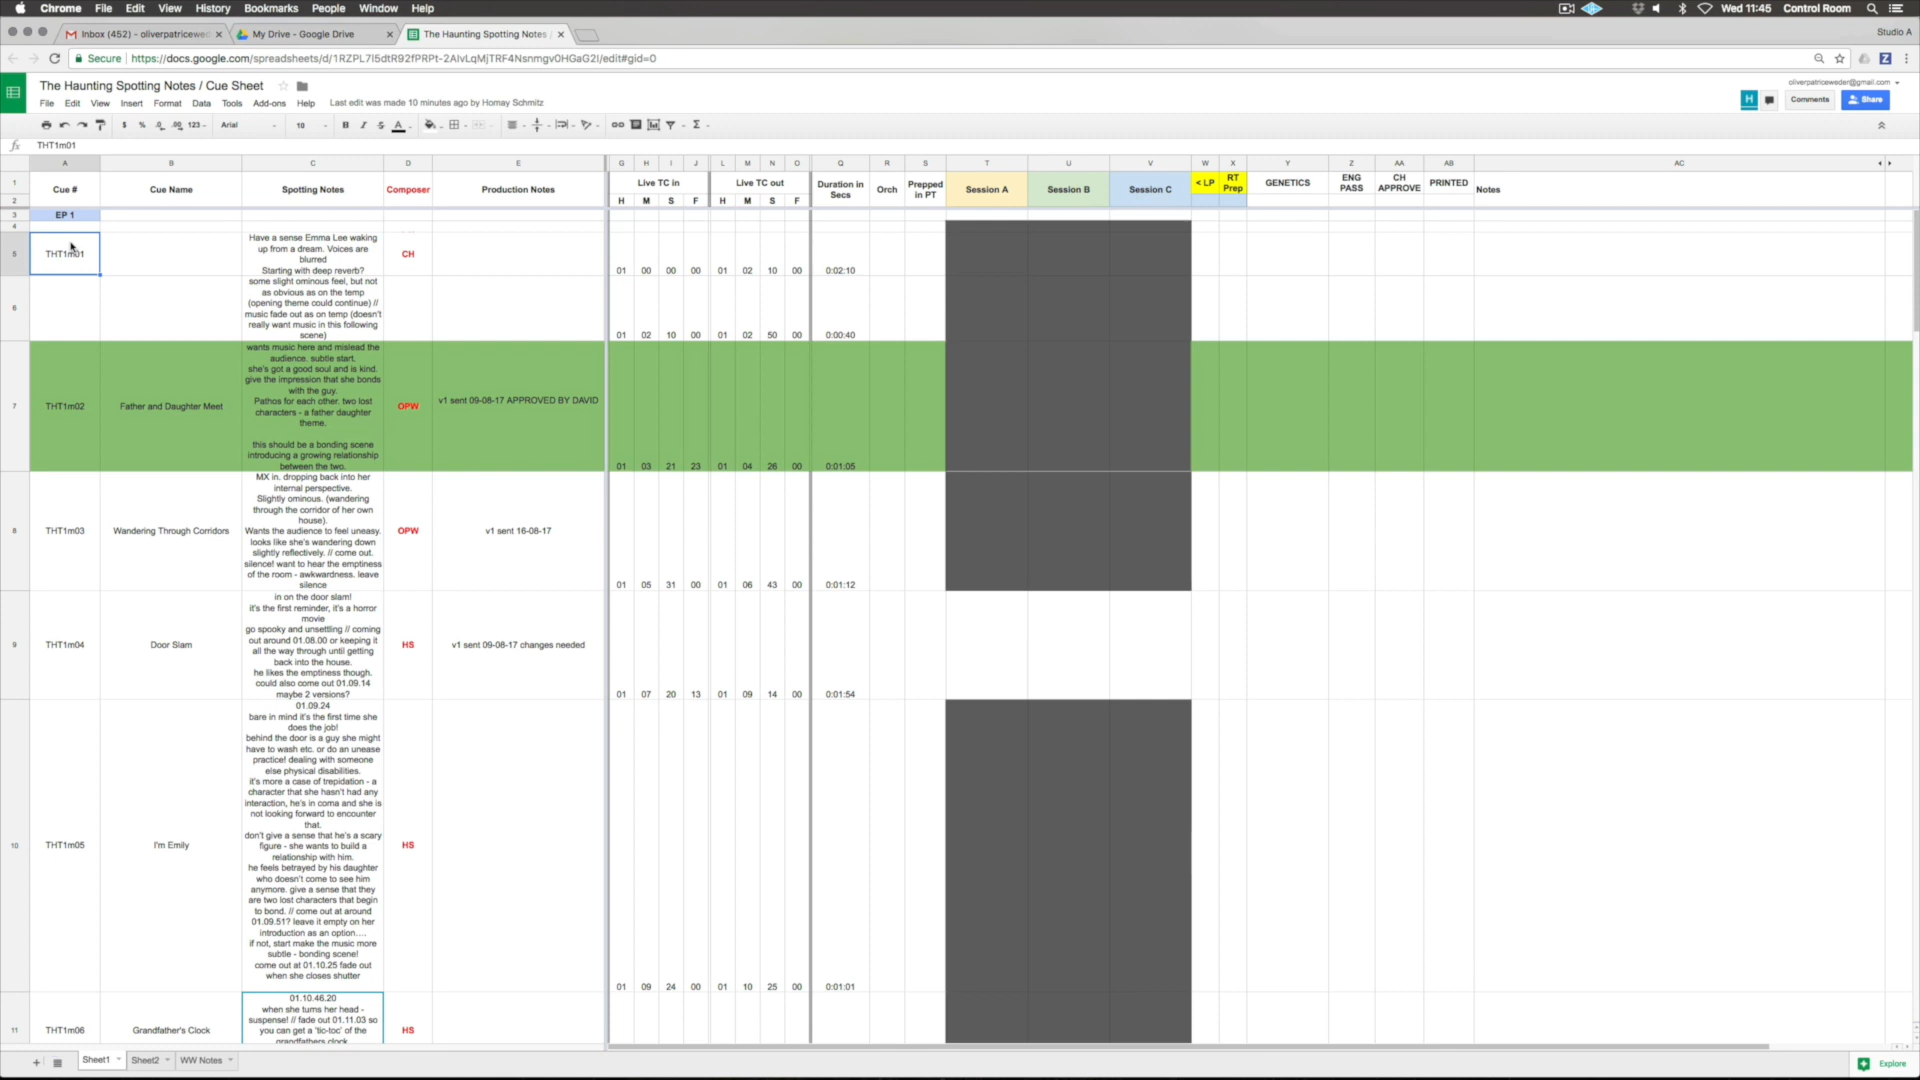 Chrome File Edit View History Bookmarks People Window Help
Wed 11:45 Control Room
Inbox (452) - oliverpatricewed
My Drive - Google Drive
The Haunting Spotting Notes /
Studio A
Secure https://docs.google.com/spreadsheets/d/1RZPL7I5dtR92fPRPt-2AIvLqMjTRF4Nsnmgv0HGaG2I/edit#gid=0
The Haunting Spotting Notes / Cue Sheet
oliverpatriceweder@gmail.com
File Edit View Insert Format Data Tools Add-ons Help Last edit was made 10 minutes ago by Homay Schmitz
H Comments Share
$ % .0 .00 123 Arial 10 B I S A
fx THT1m01
A B C D E G H I J L M N O Q R S T U V W X Y Z AA AB AC
1 Cue # Cue Name Spotting Notes Composer Production Notes Live TC in Live TC out Duration in Secs Orch Prepped in PT Session A Session B Session C < LP RT Prep GENETICS ENG PASS CH APPROVE PRINTED Notes
2 H M S F H M S F
3 EP 1
4
5 THT1m01
Have a sense Emma Lee waking
up from a dream. Voices are
blurred
Starting with deep reverb?
CH
01 00 00 00 01 02 10 00 0:02:10
6
some slight ominous feel, but not
as obvious as on the temp
(opening theme could continue) //
music fade out as on temp (doesn't
really want music in this following
scene)
01 02 10 00 01 02 50 00 0:00:40
7 THT1m02 Father and Daughter Meet
wants music here and mislead the
audience. subtle start.
she's got a good soul and is kind.
give the impression that she bonds
with the guy.
Pathos for each other. two lost
characters - a father daughter
theme.
this should be a bonding scene
introducing a growing relationship
between the two.
OPW v1 sent 09-08-17 APPROVED BY DAVID
01 03 21 23 01 04 26 00 0:01:05
8 THT1m03 Wandering Through Corridors
MX in. dropping back into her
internal perspective.
Slightly ominous. (wandering
through the corridor of her own
house).
Wants the audience to feel uneasy.
looks like she's wandering down
slightly reflectively. // come out.
silence! want to hear the emptiness
of the room - awkwardness. leave
silence
OPW v1 sent 16-08-17
01 05 31 00 01 06 43 00 0:01:12
9 THT1m04 Door Slam
in on the door slam!
it's the first reminder, it's a horror
movie
go spooky and unsettling // coming
out around 01.08.00 or keeping it
all the way through until getting
back into the house.
he likes the emptiness though.
could also come out 01.09.14
maybe 2 versions?
HS v1 sent 09-08-17 changes needed
01 07 20 13 01 09 14 00 0:01:54
10 THT1m05 I'm Emily
01.09.24
bare in mind it's the first time she
does the job!
behind the door is a guy she might
have to wash etc. or do an unease
practice! dealing with someone
else physical disabilities.
it's more a case of trepidation - a
character that she hasn't had any
interaction, he's in coma and she is
not looking forward to encounter
that.
don't give a sense that he's a scary
figure - she wants to build a
relationship with him.
he feels betrayed by his daughter
who doesn't come to see him
anymore. give a sense that they
are two lost characters that begin
to bond. // come out at around
01.09.51? leave it empty on her
introduction as an option....
if not, start make the music more
subtle - bonding scene!
come out at 01.10.25 fade out
when she closes shutter
HS
01 09 24 00 01 10 25 00 0:01:01
11 THT1m06 Grandfather's Clock
01.10.46.20
when she turns her head -
suspense! // fade out 01.11.03 so
you can get a 'tic-toc' of the
grandfathers clock
HS
Sheet1 Sheet2 WW Notes
Explore